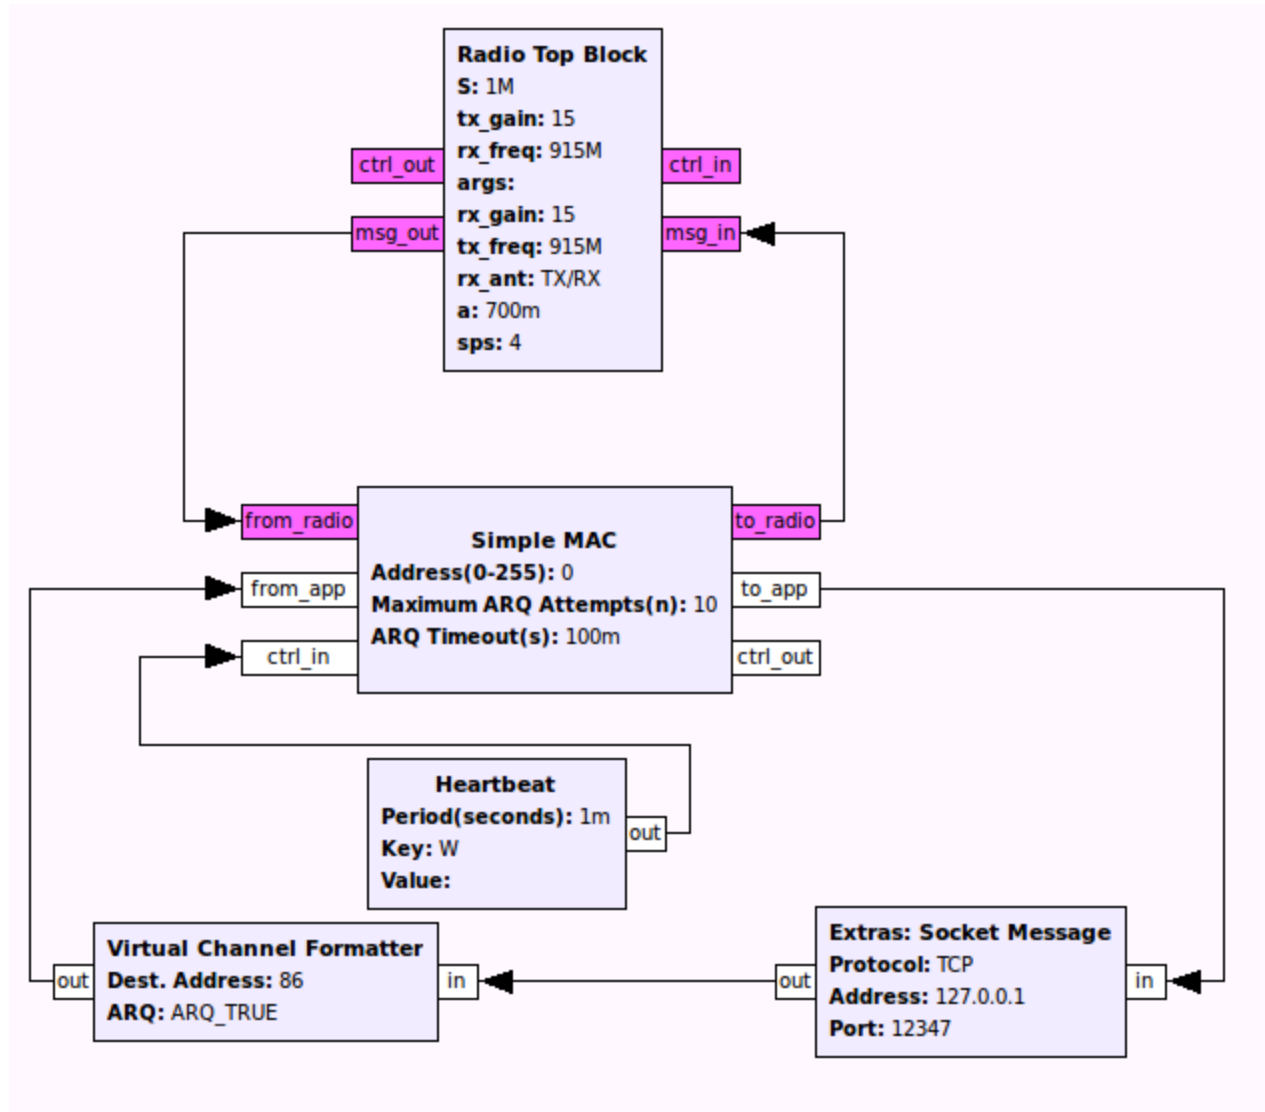 Radio Top Block
S: 1M
tx_gain: 15
rx_freq: 915M
args:
rx_gain: 15
tx_freq: 915M
rx_ant: TX/RX
a: 700m
sps: 4
ctrl_out
msg_out
ctrl_in
msg_in
from_radio
from_app
ctrl_in
Simple MAC
Address(0-255): 0
Maximum ARQ Attempts(n): 10
ARQ Timeout(s): 100m
to_radio
to_app
ctrl_out
Heartbeat
Period(seconds): 1m
Key: W
Value:
out
out
Virtual Channel Formatter
Dest. Address: 86
ARQ: ARQ_TRUE
in
out
Extras: Socket Message
Protocol: TCP
Address: 127.0.0.1
Port: 12347
in